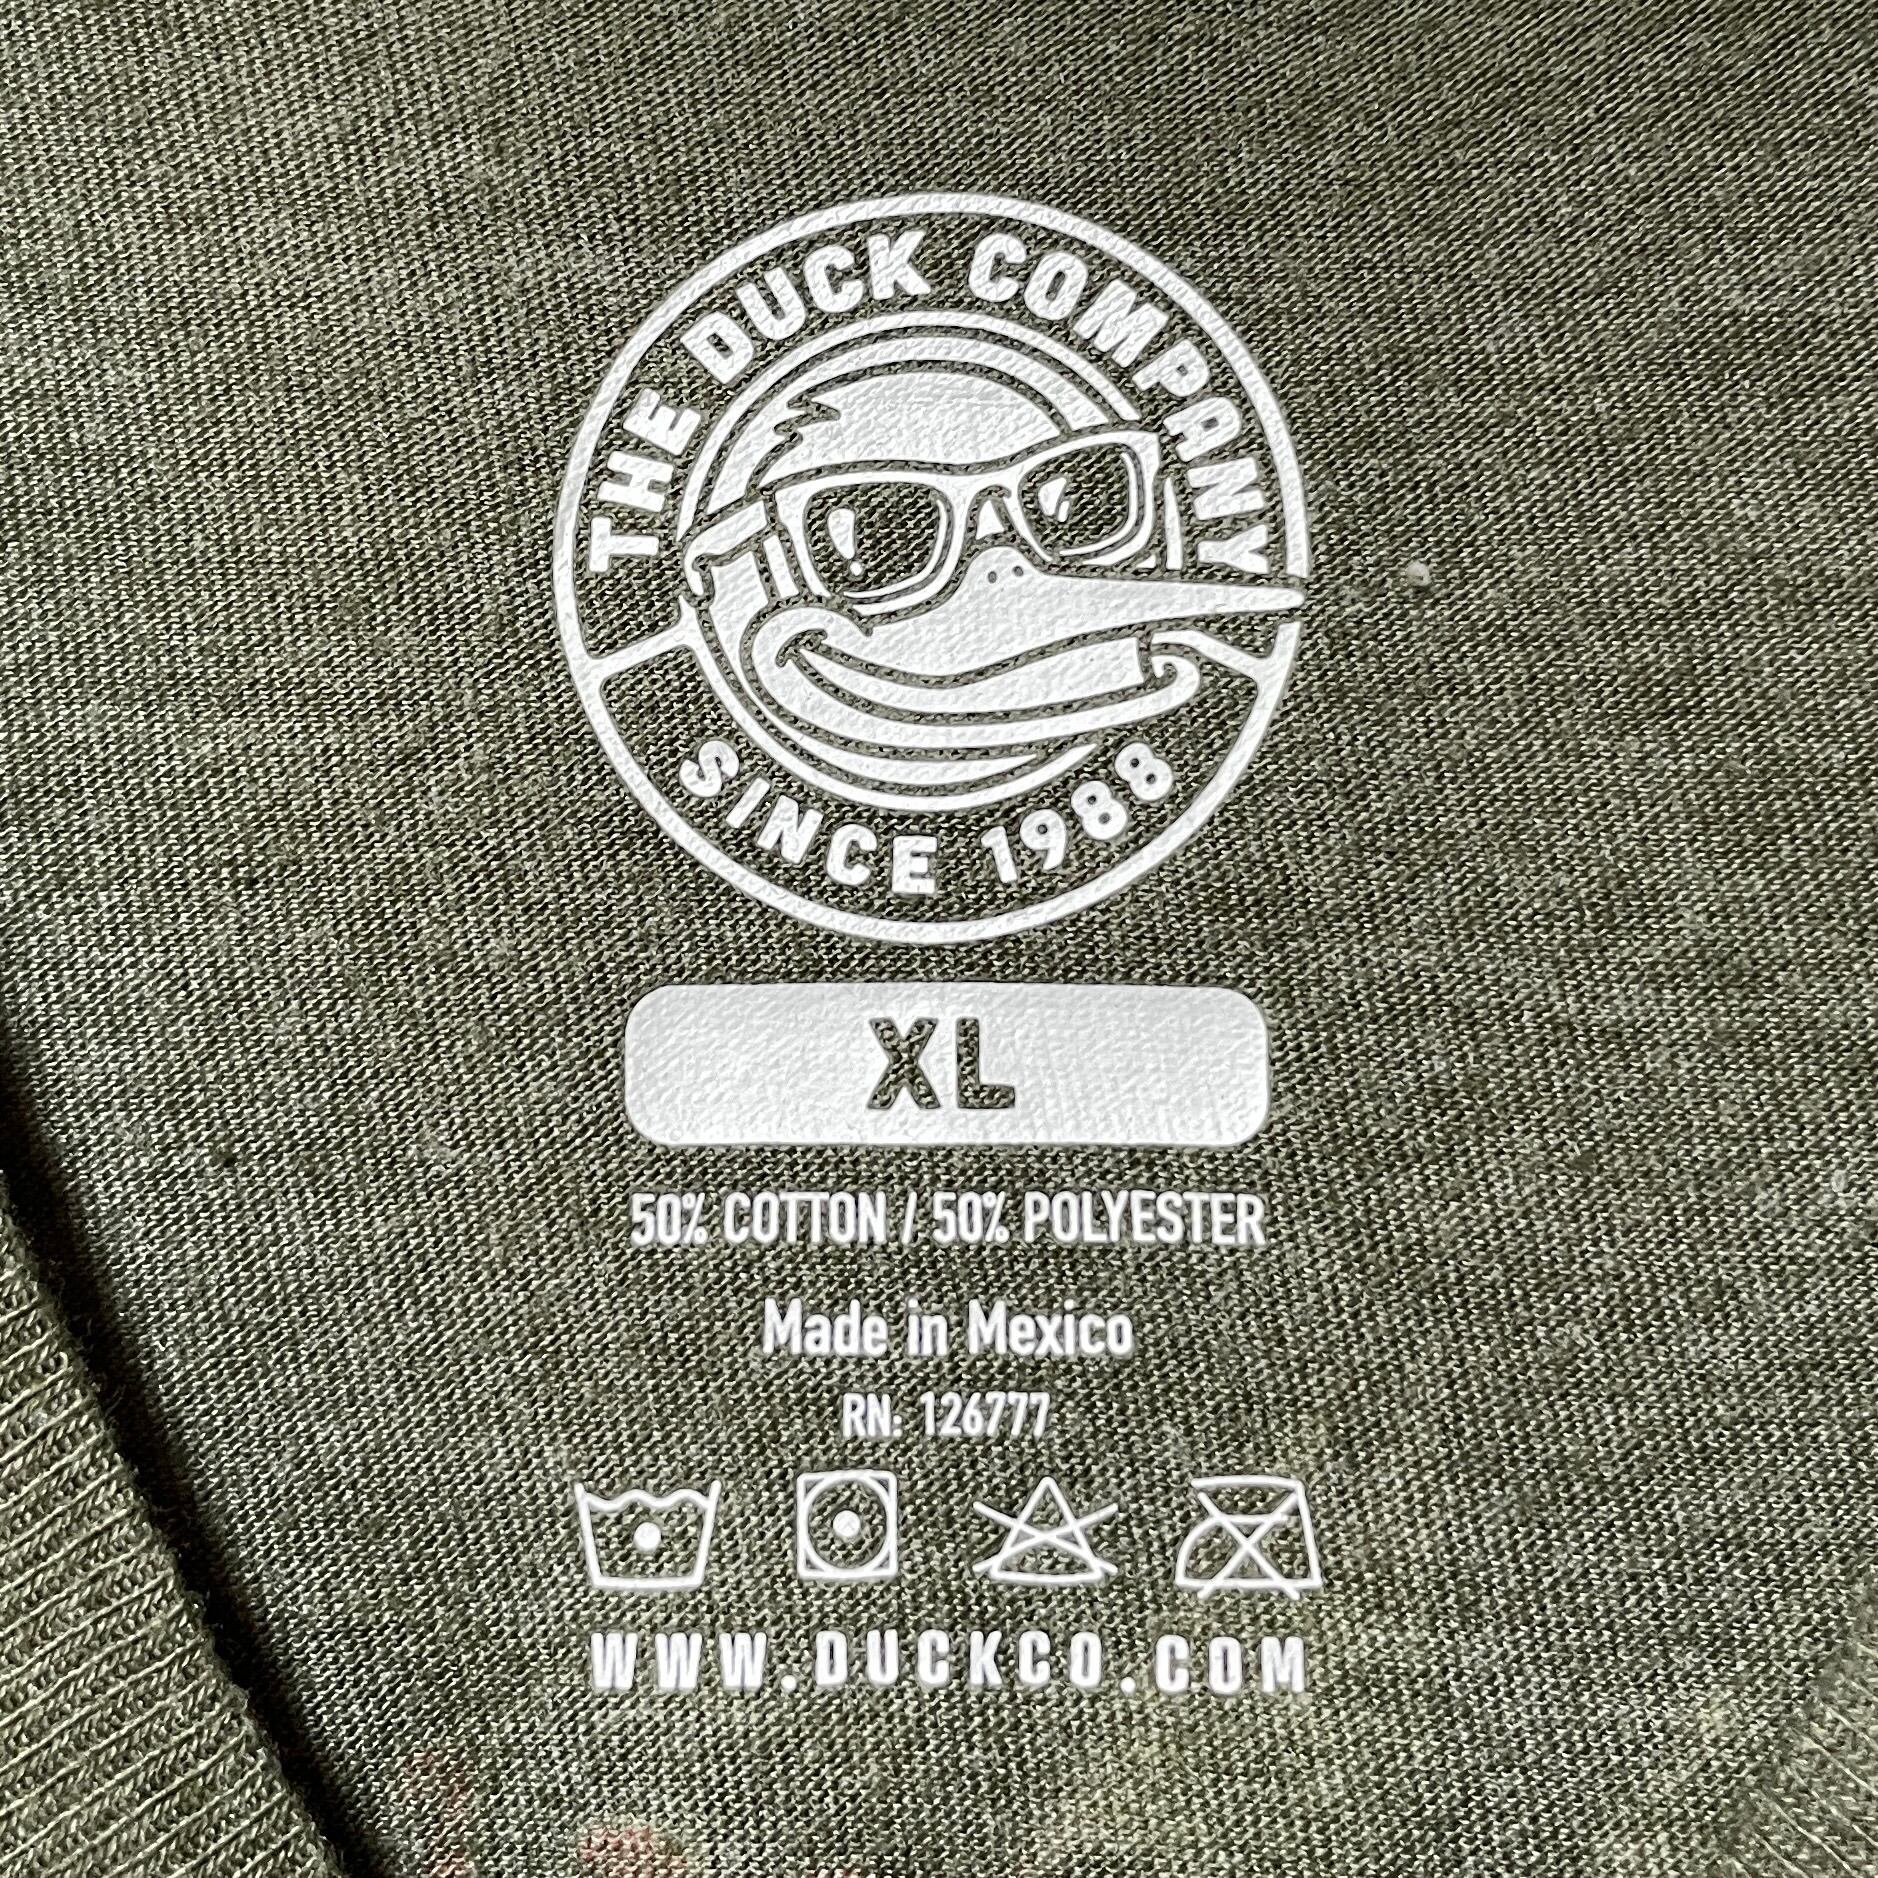 THE DUCK COMPANY
SINCE 1988
XL
50% COTTON / 50% POLYESTER
Made in Mexico
RN: 126777
WWW.DUCKCO.COM